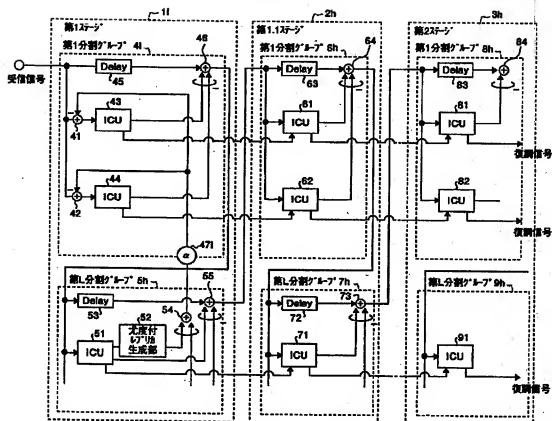 1l
第1ステージ
第1分割グループ 4l
46
Delay
45
受信信号
43
ICU
41
44
ICU
42
47l
α
第L分割グループ 5h
55
Delay
53
54
51
52
ICU
尤度付
レプリカ
生成部
2h
第1.1ステージ
第1分割グループ 6h
64
Delay
63
61
ICU
62
ICU
第L分割グループ 7h
73
Delay
72
71
ICU
3h
第2ステージ
第1分割グループ 8h
84
Delay
83
81
ICU
復調信号
82
ICU
復調信号
第L分割グループ 9h
91
ICU
復調信号